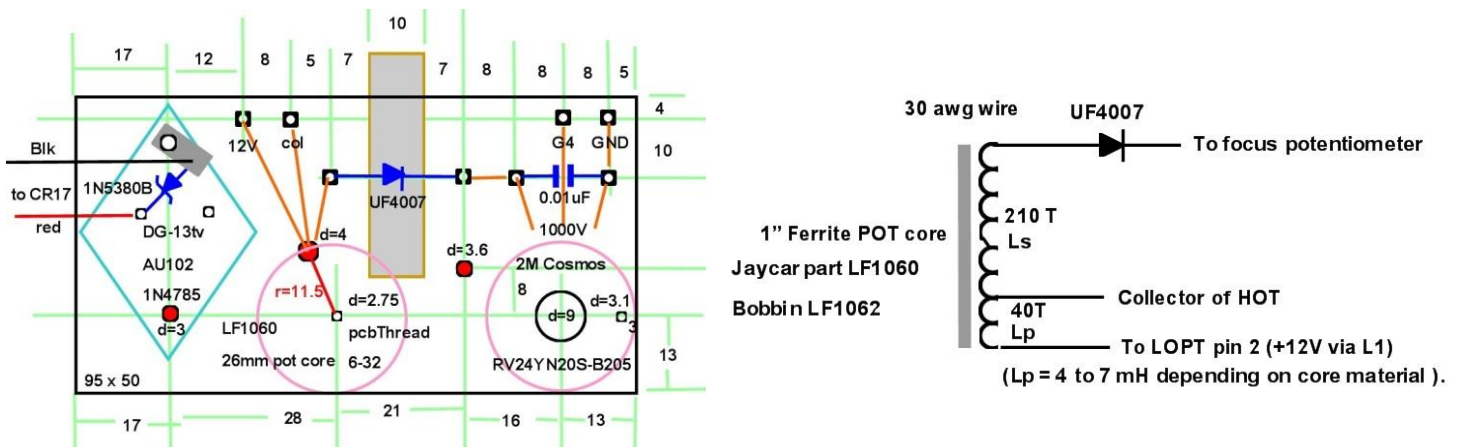 10
17
12
8
5
7
7
8
8
8
5
4
12V
col
G4
GND
10
Blk
1N5380B
UF4007
0.01uF
to CR17
red
DG-13tv
1000V
d=4
d=3.6
AU102
2M Cosmos
1N4785
r=11.5
d=2.75
8
d=3.1
d=3
LF1060
pcbThread
d=9
3
26mm pot core
6-32
RV24Y N20S-B205
13
95 x 50
17
28
21
16
13
30 awg wire
UF4007
To focus potentiometer
210 T
Ls
1” Ferrite POT core
Jaycar part LF1060
Bobbin LF1062
Collector of HOT
40T
Lp
To LOPT pin 2 (+12V via L1)
(Lp = 4 to 7 mH depending on core material ).